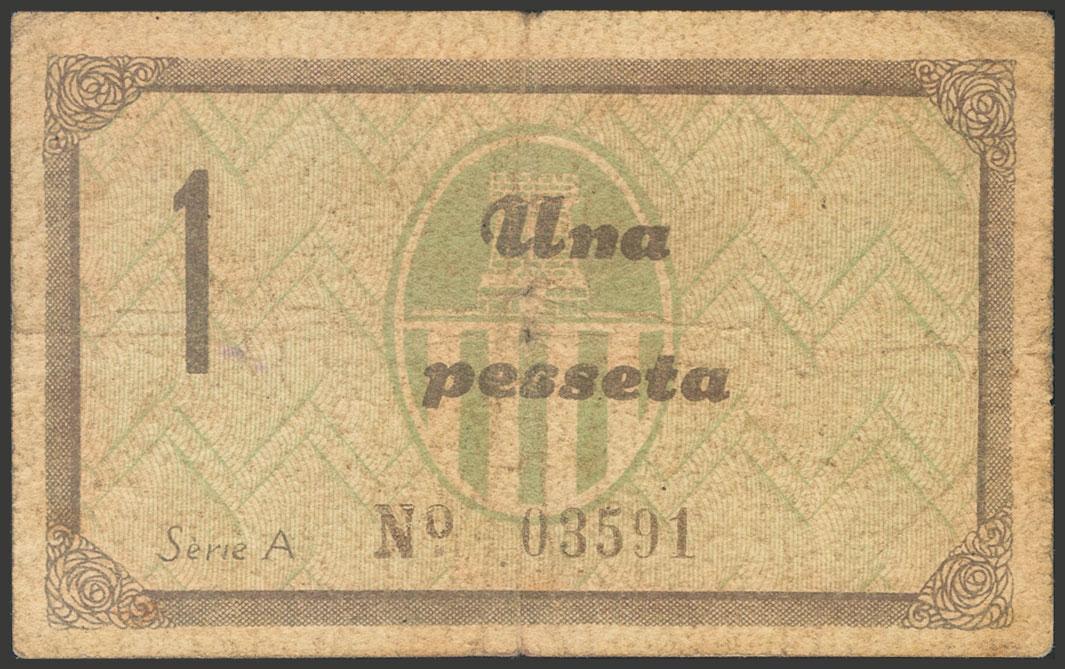 1
Una
pesseta
Sèrie A
Nº 03591